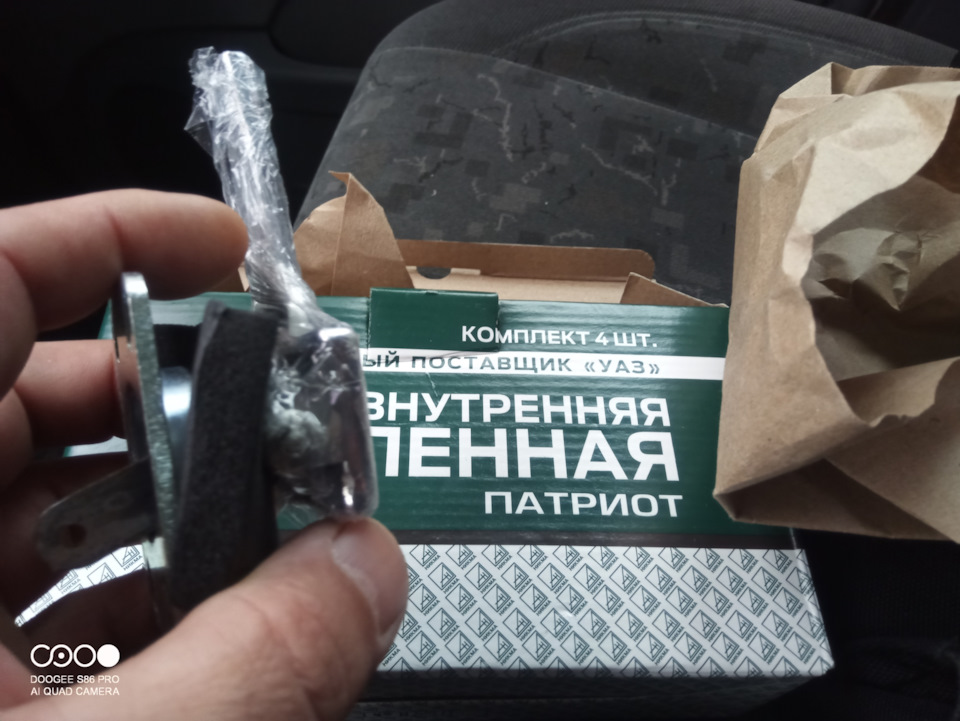 КОМПЛЕКТ 4 ШТ.
ЫЙ ПОСТАВЩИК «УАЗ»
ВНУТРЕННЯЯ
ЛЕННАЯ
ПАТРИОТ
DOOGEE S86 PRO
AI QUAD CAMERA